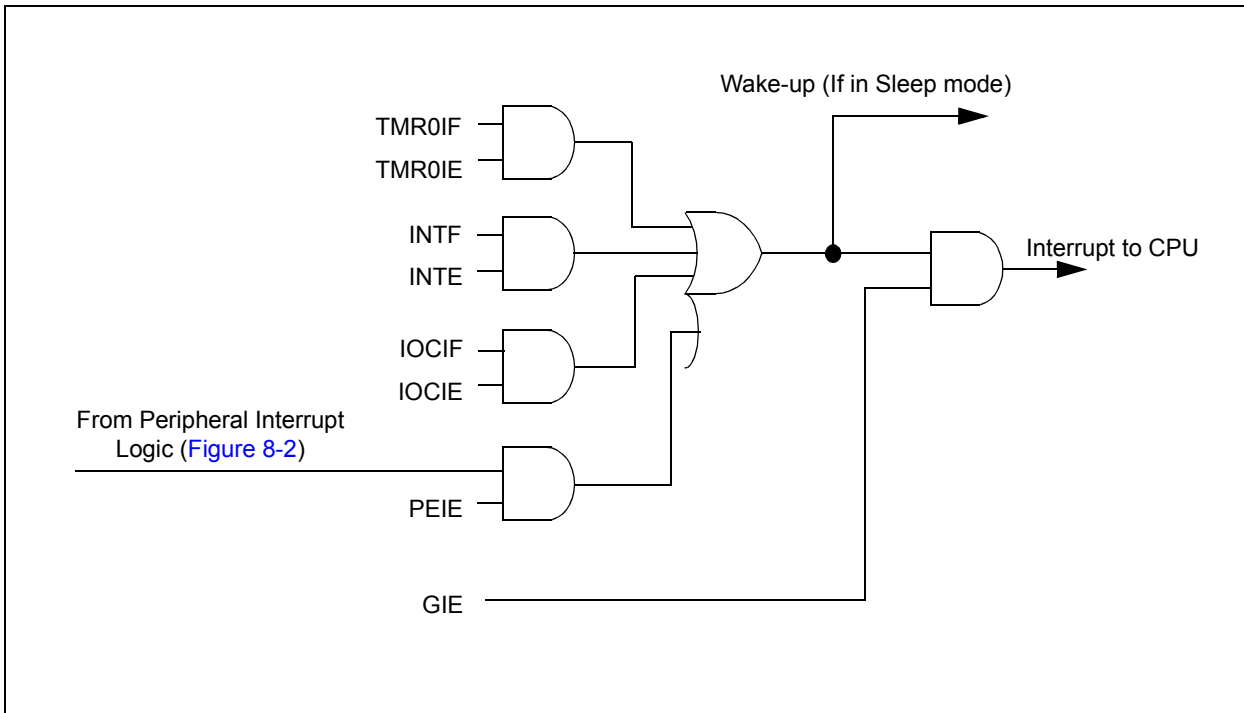 Wake-up (If in Sleep mode)
TMR0IF
TMR0IE
INTF
INTE
Interrupt to CPU
IOCIF
IOCIE
From Peripheral Interrupt
Logic (Figure 8-2)
PEIE
GIE